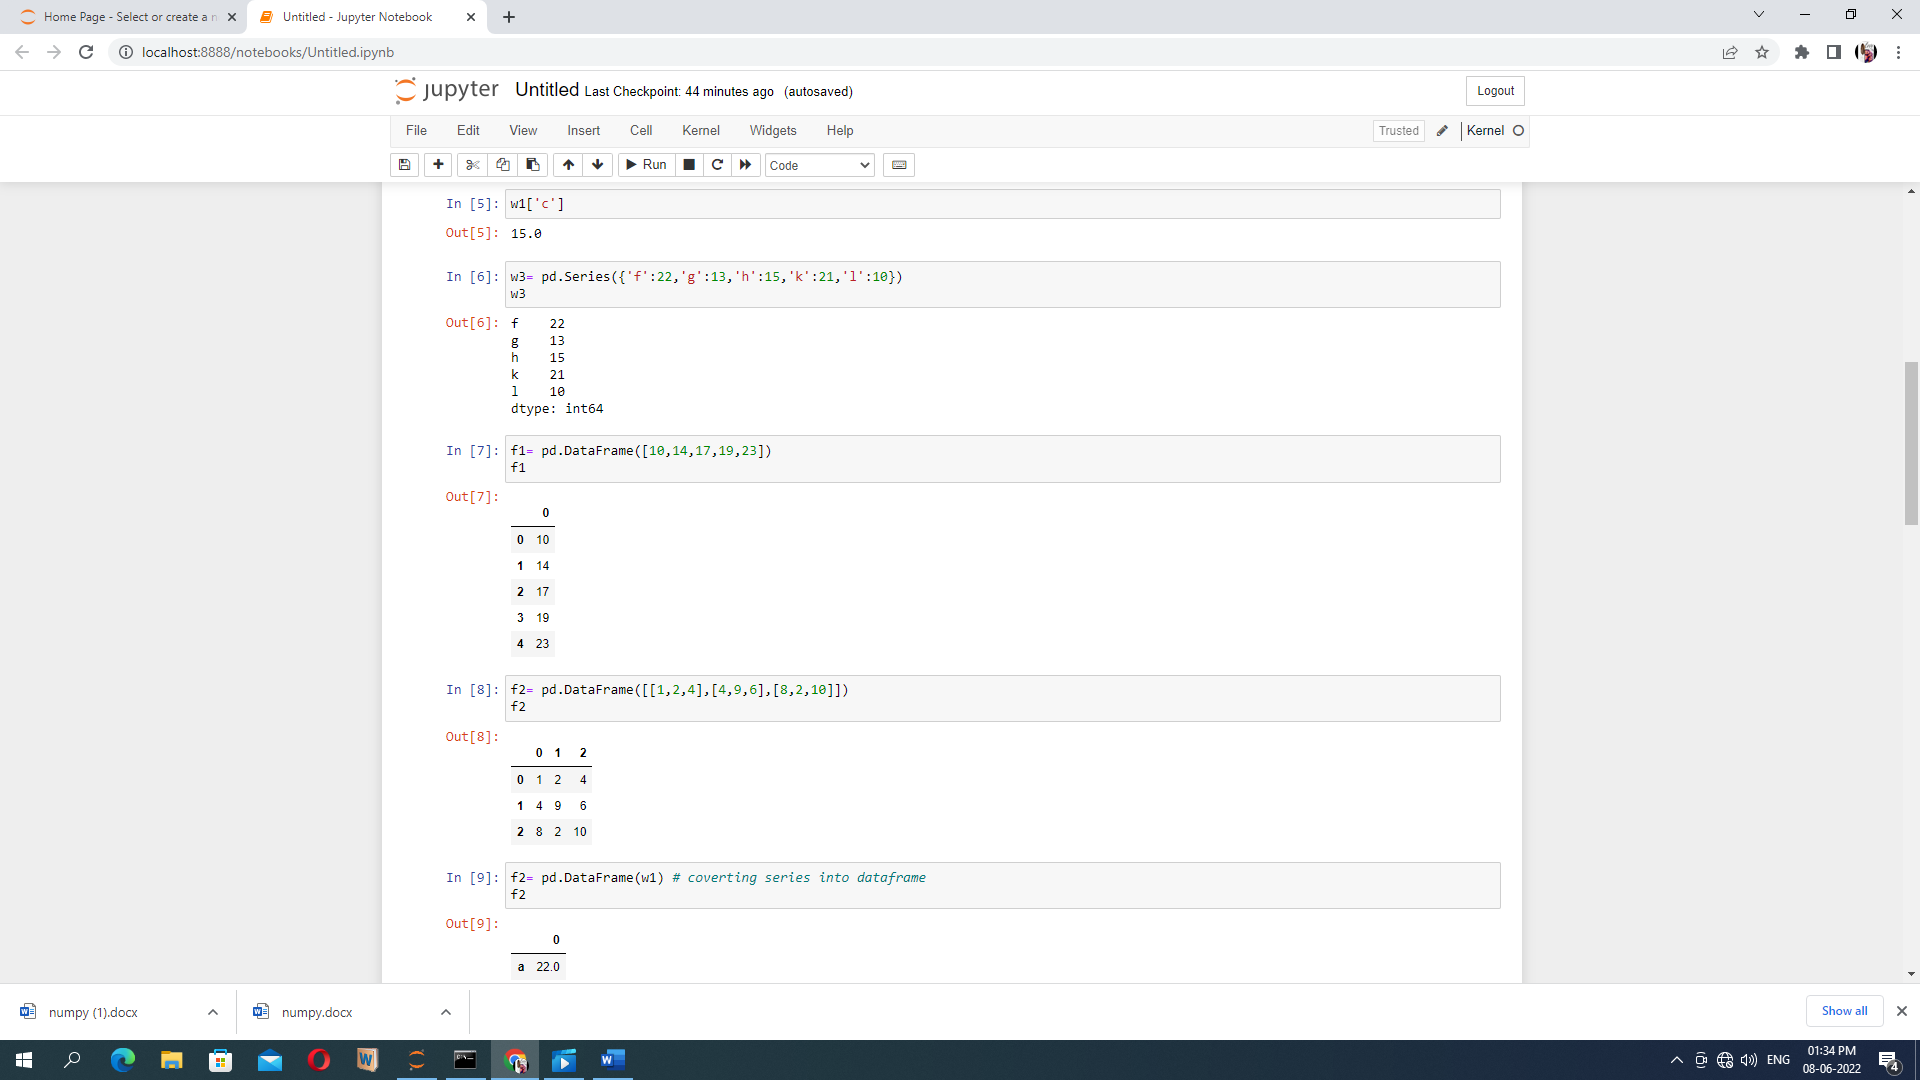 Home Page - Select or create a n
Untitled - Jupyter Notebook
localhost:8888/notebooks/Untitled.ipynb
jupyter Untitled Last Checkpoint: 44 minutes ago (autosaved)
Logout
File Edit View Insert Cell Kernel Widgets Help
Trusted Kernel
Run Code
In [5]: w1['c']
Out[5]: 15.0
In [6]: w3= pd.Series({'f':22,'g':13,'h':15,'k':21,'l':10})
w3
Out[6]: f 22
g 13
h 15
k 21
l 10
dtype: int64
In [7]: f1= pd.DataFrame([10,14,17,19,23])
f1
Out[7]:
0
0 10
1 14
2 17
3 19
4 23
In [8]: f2= pd.DataFrame([[1,2,4],[4,9,6],[8,2,10]])
f2
Out[8]:
0 1 2
0 1 2 4
1 4 9 6
2 8 2 10
In [9]: f2= pd.DataFrame(w1) # coverting series into dataframe
f2
Out[9]:
0
a 22.0
numpy (1).docx
numpy.docx
Show all
ENG
01:34 PM
08-06-2022
4